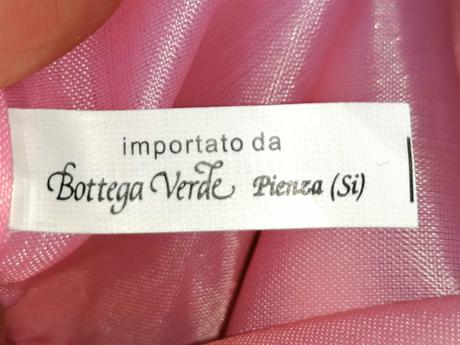 importato da
Bottega Verde Pienza (Si)